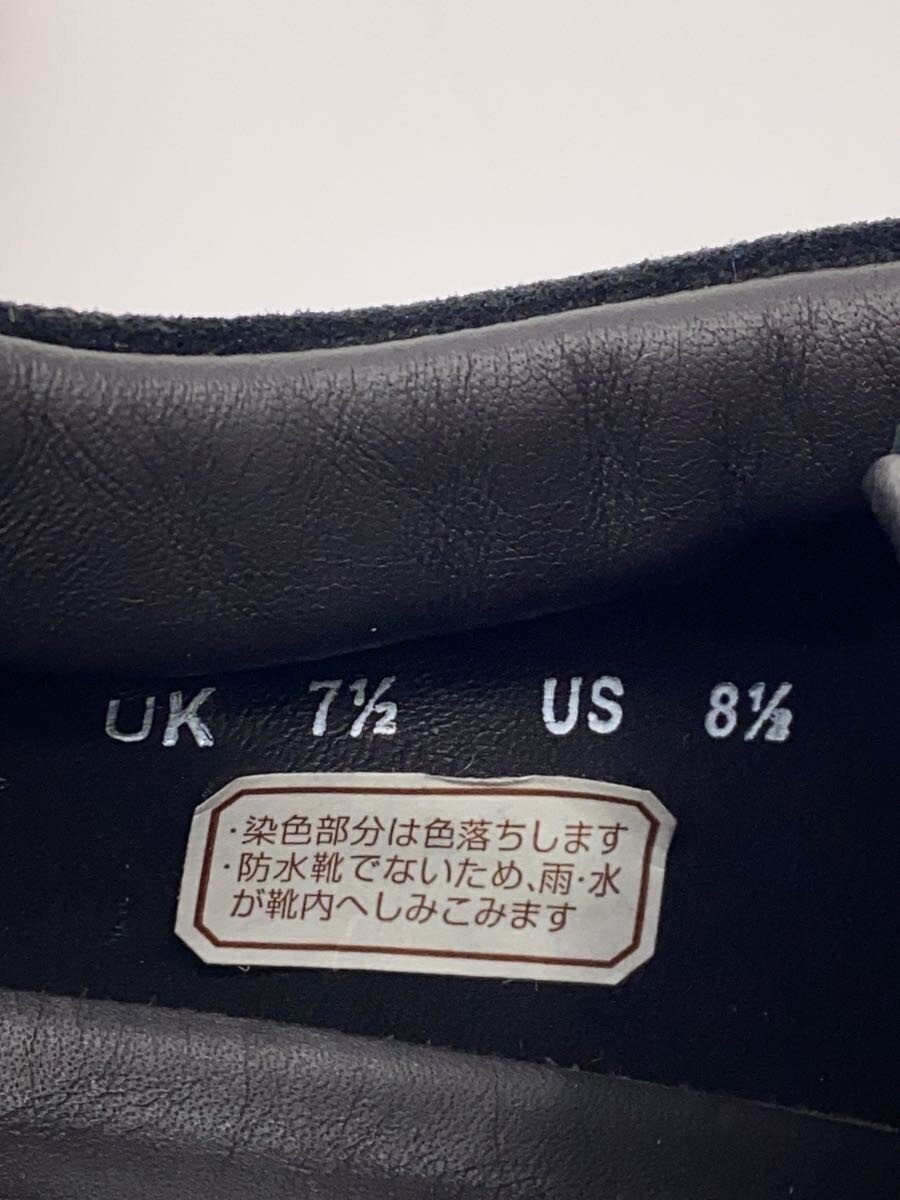 UK 7½ US 8½
・染色部分は色落ちします
・防水靴でないため、雨・水
が靴内へしみこみます